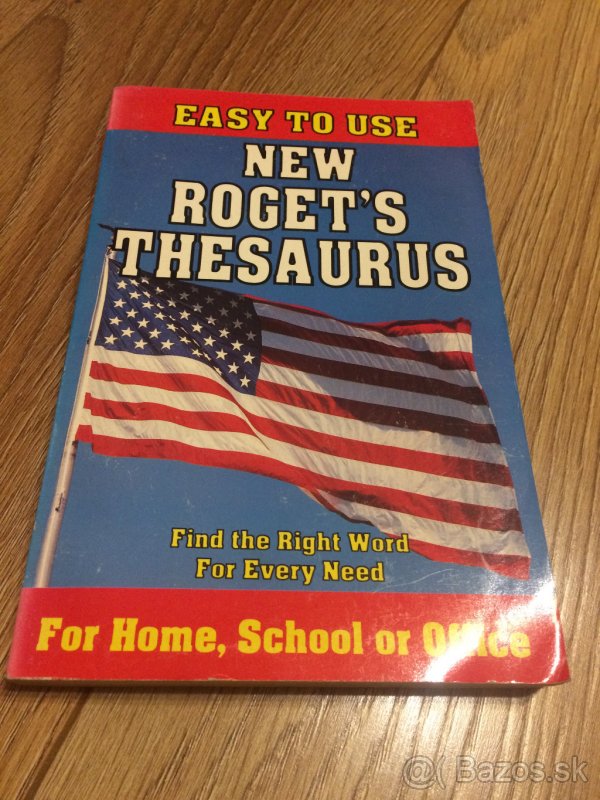 EASY TO USE
NEW
ROGET'S
THESAURUS
Find the Right Word
For Every Need
For Home, School or Office
@( Bazos.sk